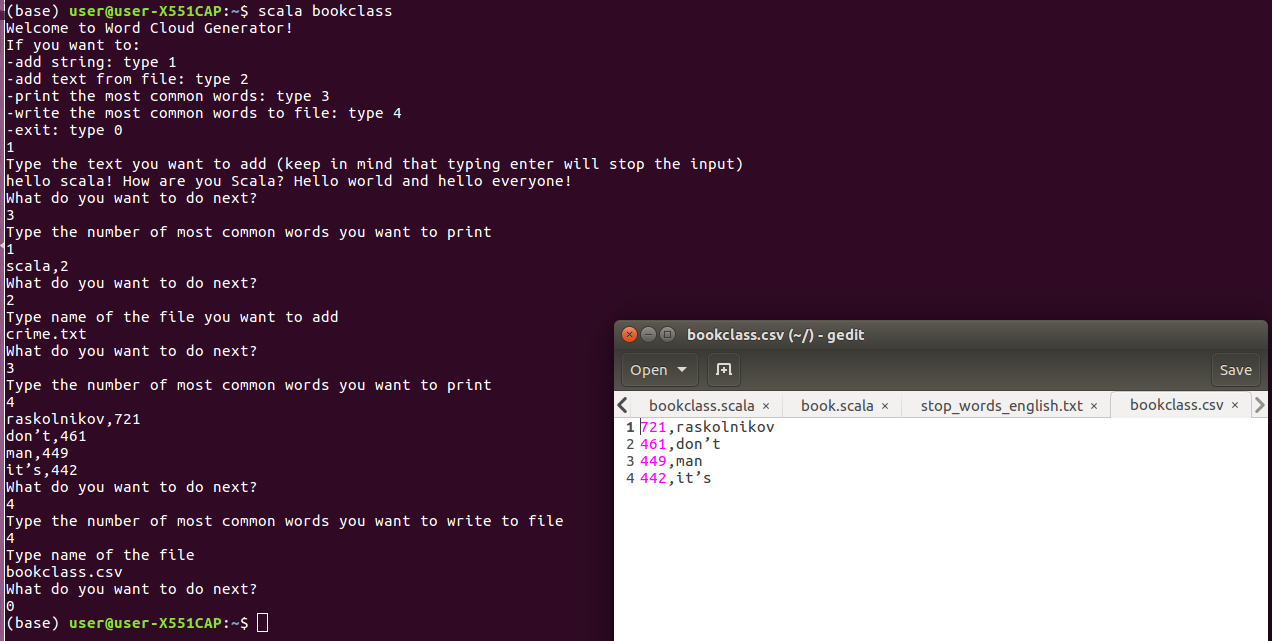 (base) user@user-X551CAP:~$ scala bookclass
Welcome to Word Cloud Generator!
If you want to:
-add string: type 1
-add text from file: type 2
-print the most common words: type 3
-write the most common words to file: type 4
-exit: type 0
1
Type the text you want to add (keep in mind that typing enter will stop the input)
hello scala! How are you Scala? Hello world and hello everyone!
What do you want to do next?
3
Type the number of most common words you want to print
1
scala,2
What do you want to do next?
2
Type name of the file you want to add
crime.txt
What do you want to do next?
3
Type the number of most common words you want to print
4
raskolnikov,721
don’t,461
man,449
it’s,442
What do you want to do next?
4
Type the number of most common words you want to write to file
4
Type name of the file
bookclass.csv
What do you want to do next?
0
(base) user@user-X551CAP:~$
bookclass.csv (~/) - gedit
Open Save
bookclass.scala × book.scala × stop_words_english.txt × bookclass.csv ×
1 721,raskolnikov
2 461,don’t
3 449,man
4 442,it’s